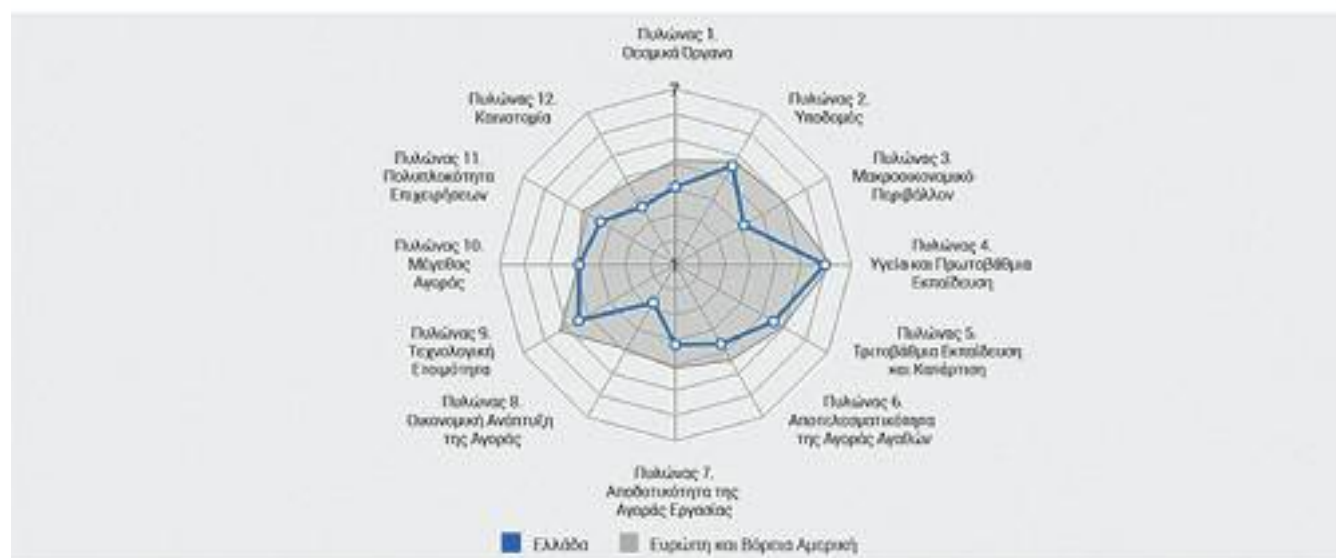 Πυλώνας 1.
Θεσμικά Όργανα
7
Πυλώνας 12.
Καινοτομία
Πυλώνας 2.
Υποδομές
Πυλώνας 11.
Πολυπλοκότητα
Επιχειρήσεων
Πυλώνας 3.
Μακροοικονομικό
Περιβάλλον
Πυλώνας 10.
Μέγεθος
Αγοράς
1
Πυλώνας 4.
Υγεία και Πρωτοβάθμια
Εκπαίδευση
Πυλώνας 9.
Τεχνολογική
Ετοιμότητα
Πυλώνας 5.
Τριτοβάθμια Εκπαίδευση
και Κατάρτιση
Πυλώνας 8.
Οικονομική Ανάπτυξη
της Αγοράς
Πυλώνας 6.
Αποτελεσματικότητα
της Αγοράς Αγαθών
Πυλώνας 7.
Αποδοτικότητα της
Αγοράς Εργασίας
Ελλάδα
Ευρώπη και Βόρεια Αμερική